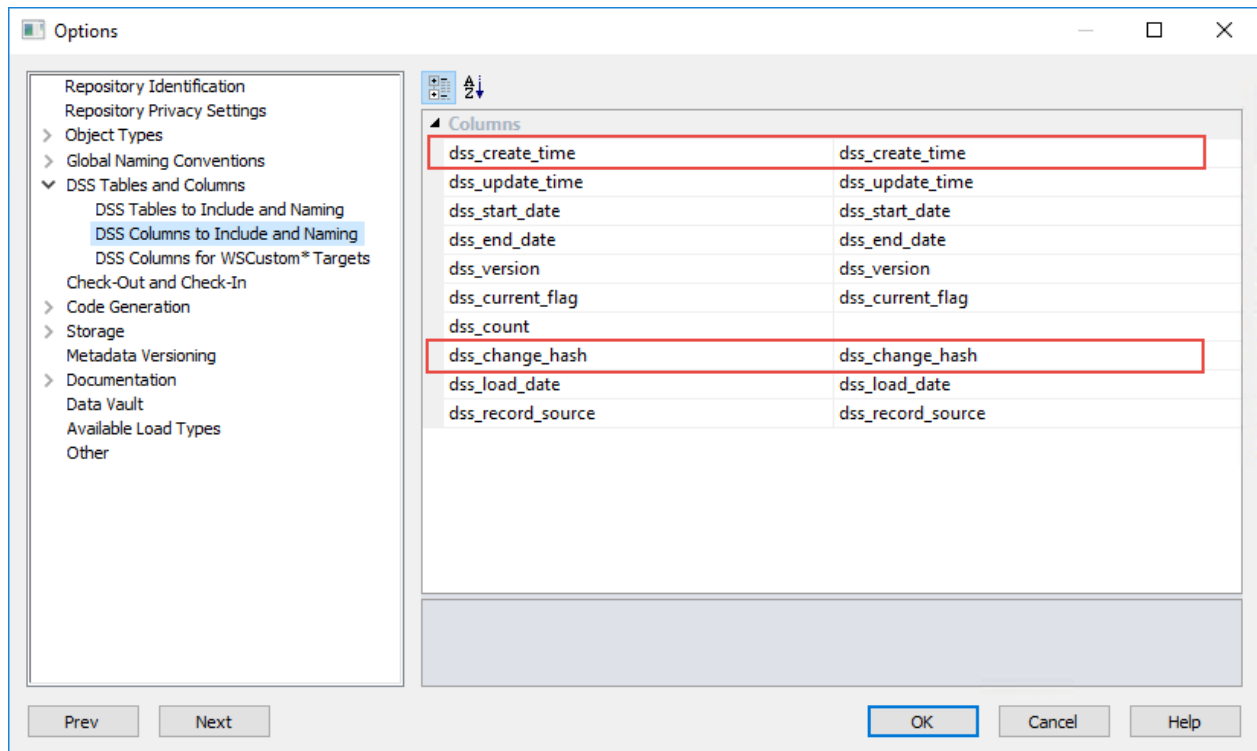 Options
Repository Identification
Repository Privacy Settings
Object Types
Global Naming Conventions
DSS Tables and Columns
DSS Tables to Include and Naming
DSS Columns to Include and Naming
DSS Columns for WSCustom* Targets
Check-Out and Check-In
Code Generation
Storage
Metadata Versioning
Documentation
Data Vault
Available Load Types
Other
Columns
dss_create_time dss_create_time
dss_update_time dss_update_time
dss_start_date dss_start_date
dss_end_date dss_end_date
dss_version dss_version
dss_current_flag dss_current_flag
dss_count
dss_change_hash dss_change_hash
dss_load_date dss_load_date
dss_record_source dss_record_source
Prev Next OK Cancel Help